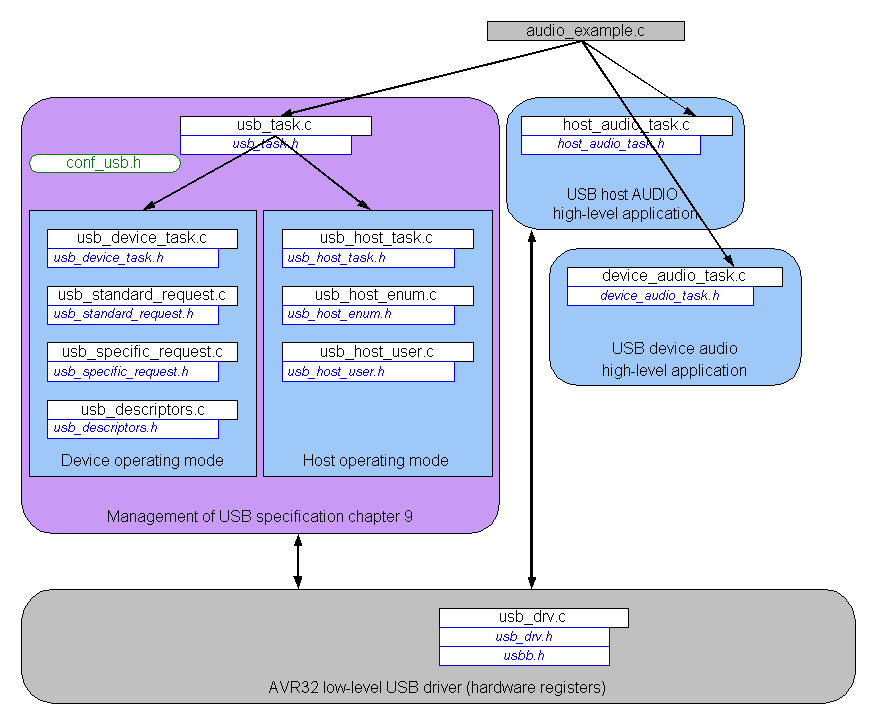 audio_example.c
usb_task.c
usb_task.h
conf_usb.h
usb_device_task.c
usb_device_task.h
usb_standard_request.c
usb_standard_request.h
usb_specific_request.c
usb_specific_request.h
usb_descriptors.c
usb_descriptors.h
Device operating mode
usb_host_task.c
usb_host_task.h
usb_host_enum.c
usb_host_enum.h
usb_host_user.c
usb_host_user.h
Host operating mode
Management of USB specification chapter 9
host_audio_task.c
host_audio_task.h
USB host AUDIO
high-level application
device_audio_task.c
device_audio_task.h
USB device audio
high-level application
usb_drv.c
usb_drv.h
usbb.h
AVR32 low-level USB driver (hardware registers)